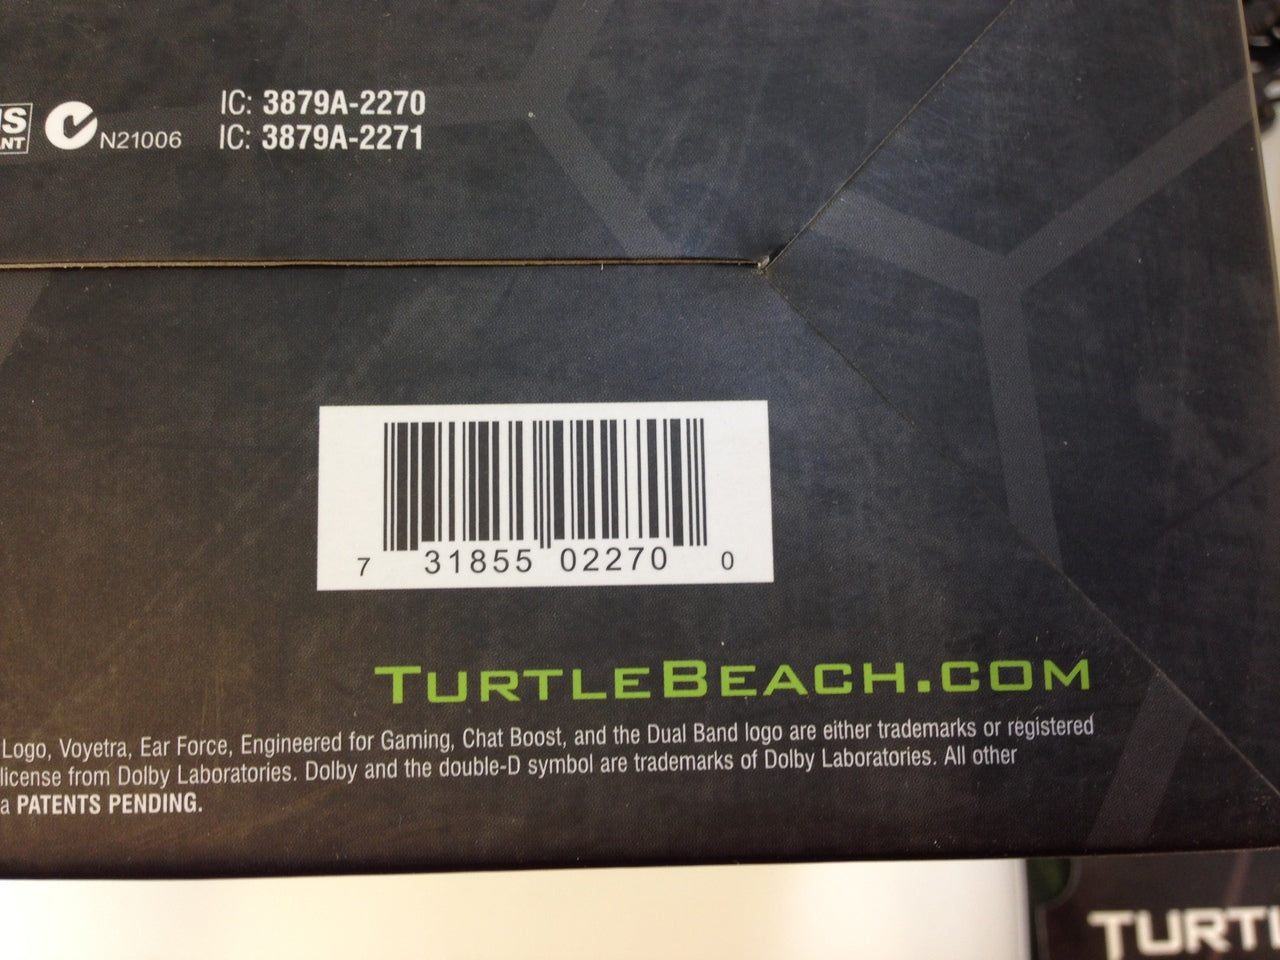 IS
NT
N21006
IC: 3879A-2270
IC: 3879A-2271
7 31855 02270 0
TURTLEBEACH.COM
Logo, Voyetra, Ear Force, Engineered for Gaming, Chat Boost, and the Dual Band logo are either trademarks or registered
license from Dolby Laboratories. Dolby and the double-D symbol are trademarks of Dolby Laboratories. All other
a PATENTS PENDING.
TURTL